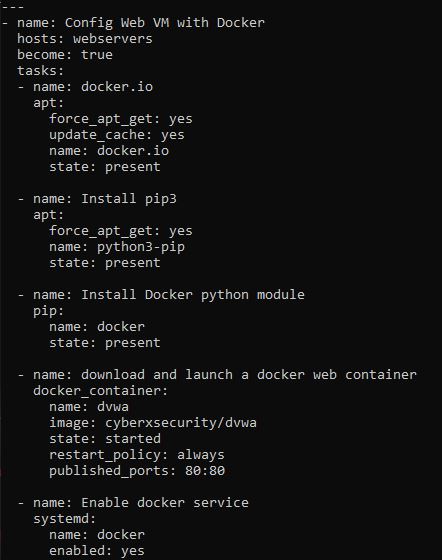 ---
- name: Config Web VM with Docker
  hosts: webservers
  become: true
  tasks:
  - name: docker.io
    apt:
      force_apt_get: yes
      update_cache: yes
      name: docker.io
      state: present

  - name: Install pip3
    apt:
      force_apt_get: yes
      name: python3-pip
      state: present

  - name: Install Docker python module
    pip:
      name: docker
      state: present

  - name: download and launch a docker web container
    docker_container:
      name: dvwa
      image: cyberxsecurity/dvwa
      state: started
      restart_policy: always
      published_ports: 80:80

  - name: Enable docker service
    systemd:
      name: docker
      enabled: yes